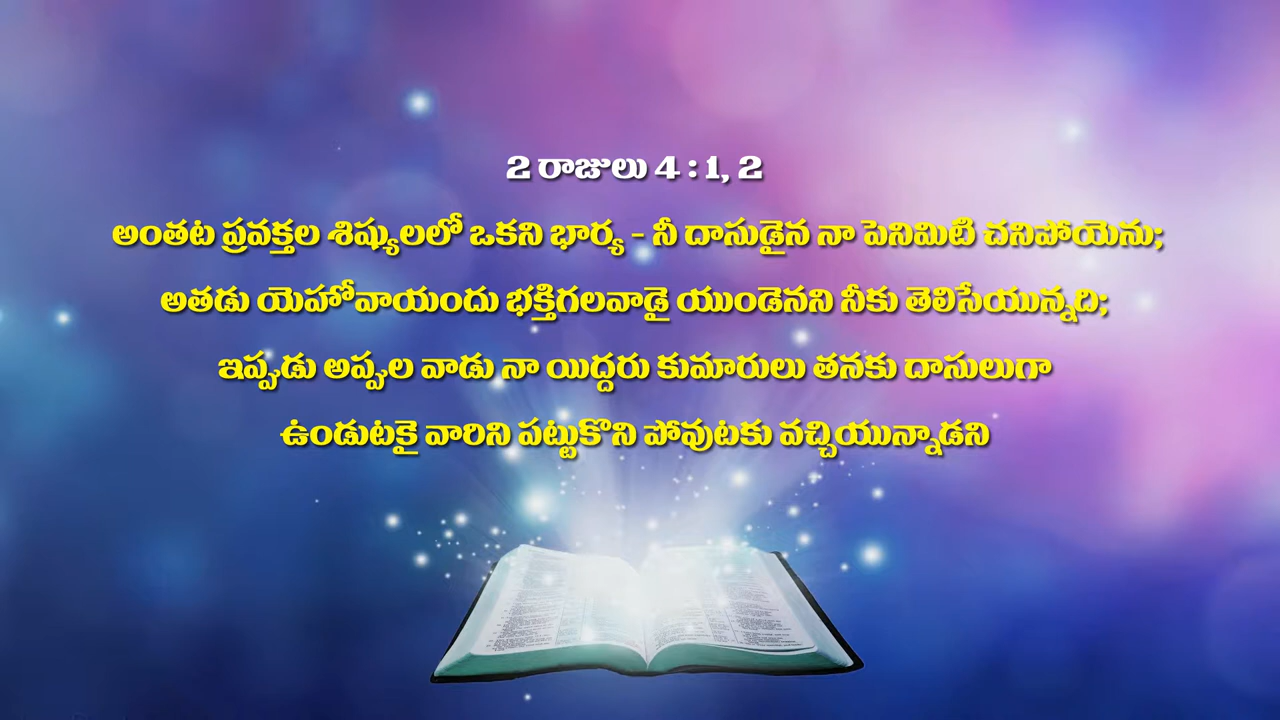 2 రాజులు 4 : 1, 2
అంతట ప్రవక్తల శిష్యులలో ఒకని భార్య - నీ దాసుడైన నా పెనిమిటి చనిపోయెను;
అతడు యెహోవాయందు భక్తిగలవాడై యుండెనని నీకు తెలిసేయున్నది;
ఇప్పుడు అప్పుల వాడు నా యిద్దరు కుమారులు తనకు దాసులుగా
ఉండుటకై వారిని పట్టుకొని పోవుటకు వచ్చియున్నాడని